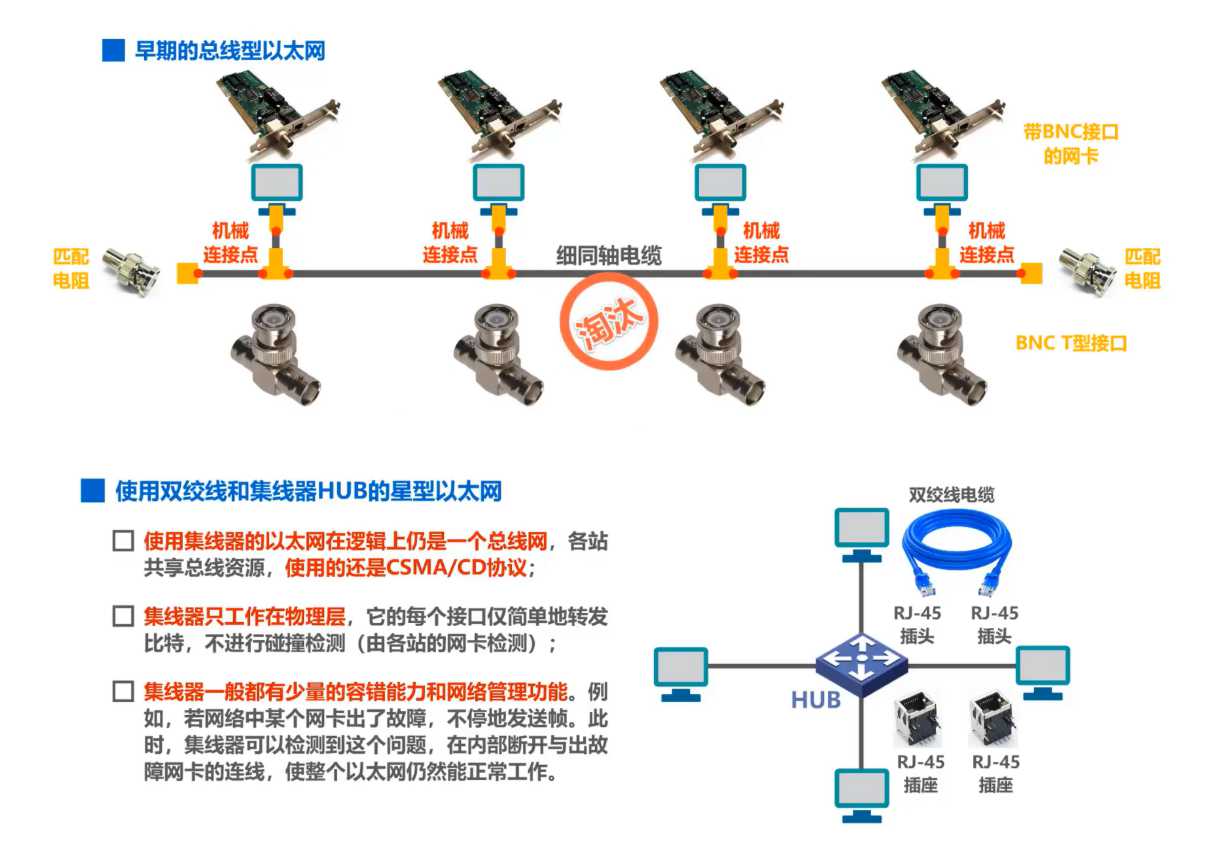 早期的总线型以太网
带BNC接口
的网卡
机械
连接点
机械
连接点
机械
连接点
机械
连接点
匹配
电阻
细同轴电缆
匹配
电阻
淘汰
BNC T型接口
使用双绞线和集线器HUB的星型以太网
使用集线器的以太网在逻辑上仍是一个总线网，各站
共享总线资源，使用的还是CSMA/CD协议；
集线器只工作在物理层，它的每个接口仅简单地转发
比特，不进行碰撞检测（由各站的网卡检测）；
集线器一般都有少量的容错能力和网络管理功能。例
如，若网络中某个网卡出了故障，不停地发送帧。此
时，集线器可以检测到这个问题，在内部断开与出故
障网卡的连线，使整个以太网仍然能正常工作。
双绞线电缆
RJ-45
插头
RJ-45
插头
HUB
RJ-45
插座
RJ-45
插座